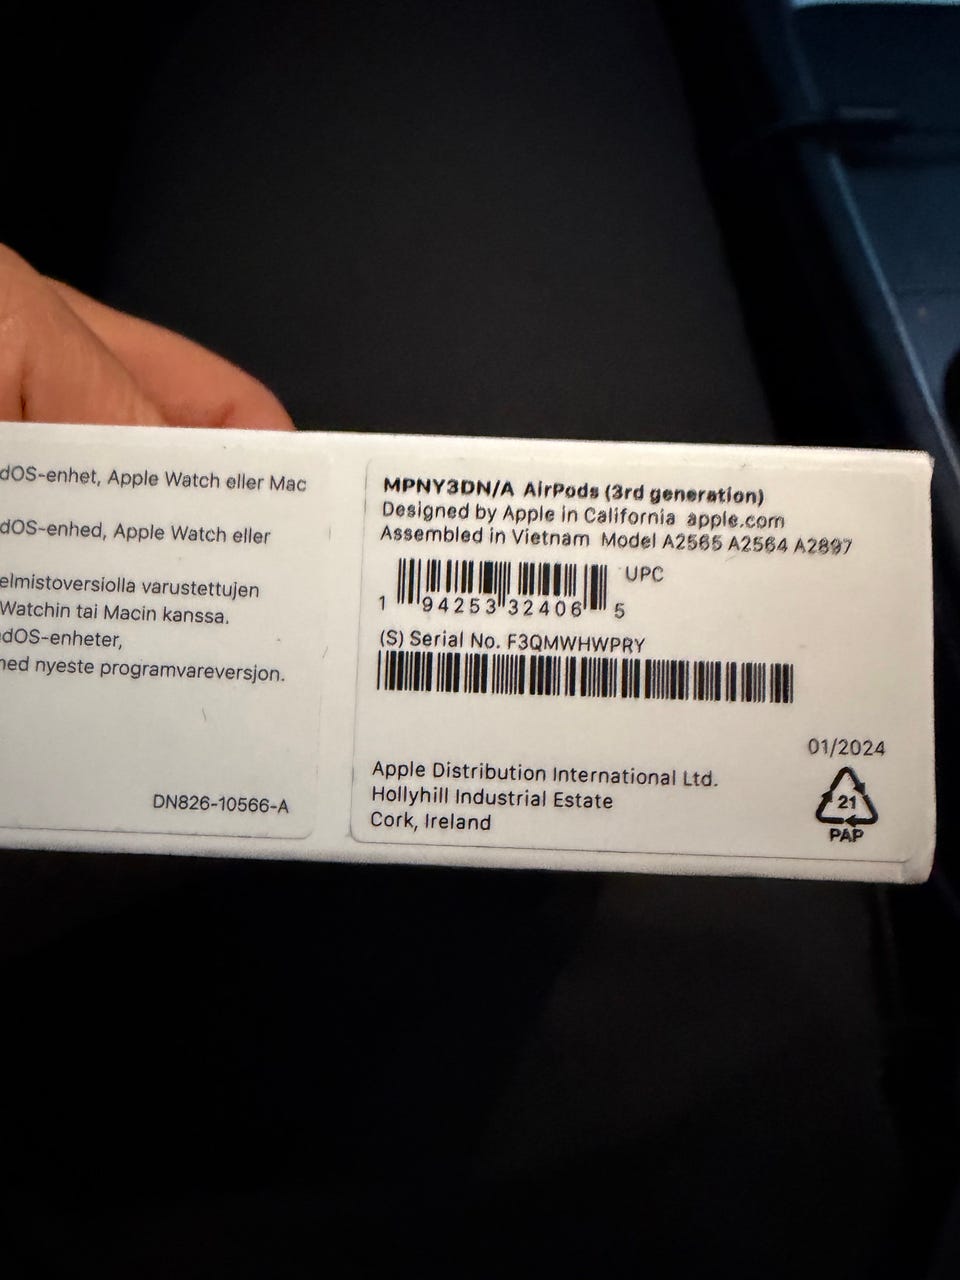 dOS-enhet, Apple Watch eller Mac
dOS-enhed, Apple Watch eller
elmistoversiolla varustettujen
Watchin tai Macin kanssa.
dOS-enheter,
ned nyeste programvareversjon.
DN826-10566-A
MPNY3DN/A AirPods (3rd generation)
Designed by Apple in California apple.com
Assembled in Vietnam Model A2565 A2564 A2897
UPC
1 94253 32406 5
(S) Serial No. F3QMWHWPRY
01/2024
Apple Distribution International Ltd.
Hollyhill Industrial Estate
Cork, Ireland
21
PAP